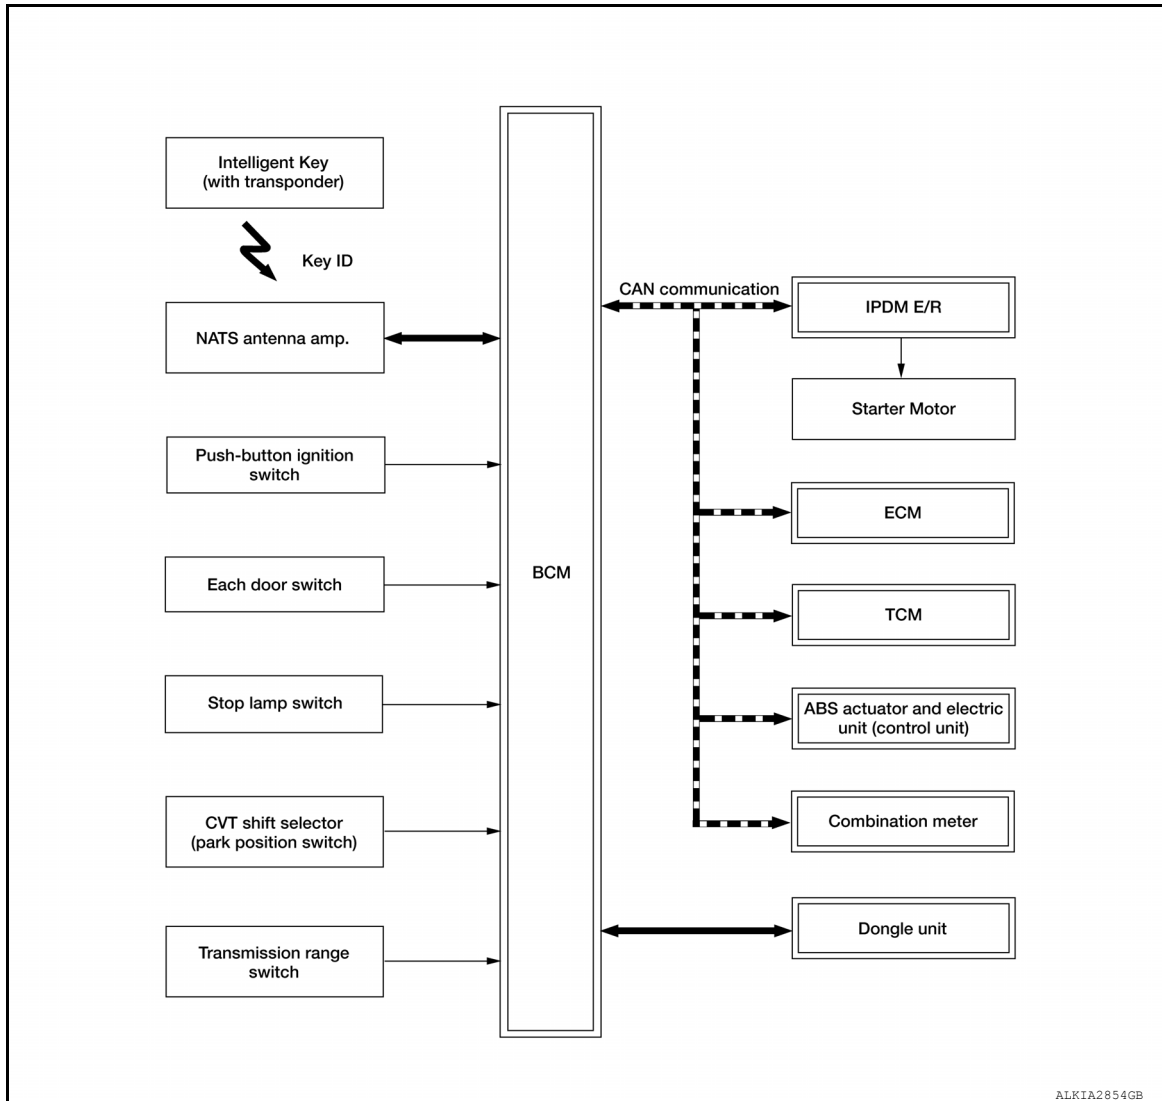 Intelligent Key
(with transponder)
Key ID
NATS antenna amp.
Push-button ignition
switch
Each door switch
Stop lamp switch
CVT shift selector
(park position switch)
Transmission range
switch
BCM
CAN communication
IPDM E/R
Starter Motor
ECM
TCM
ABS actuator and electric
unit (control unit)
Combination meter
Dongle unit
ALKIA2854GB